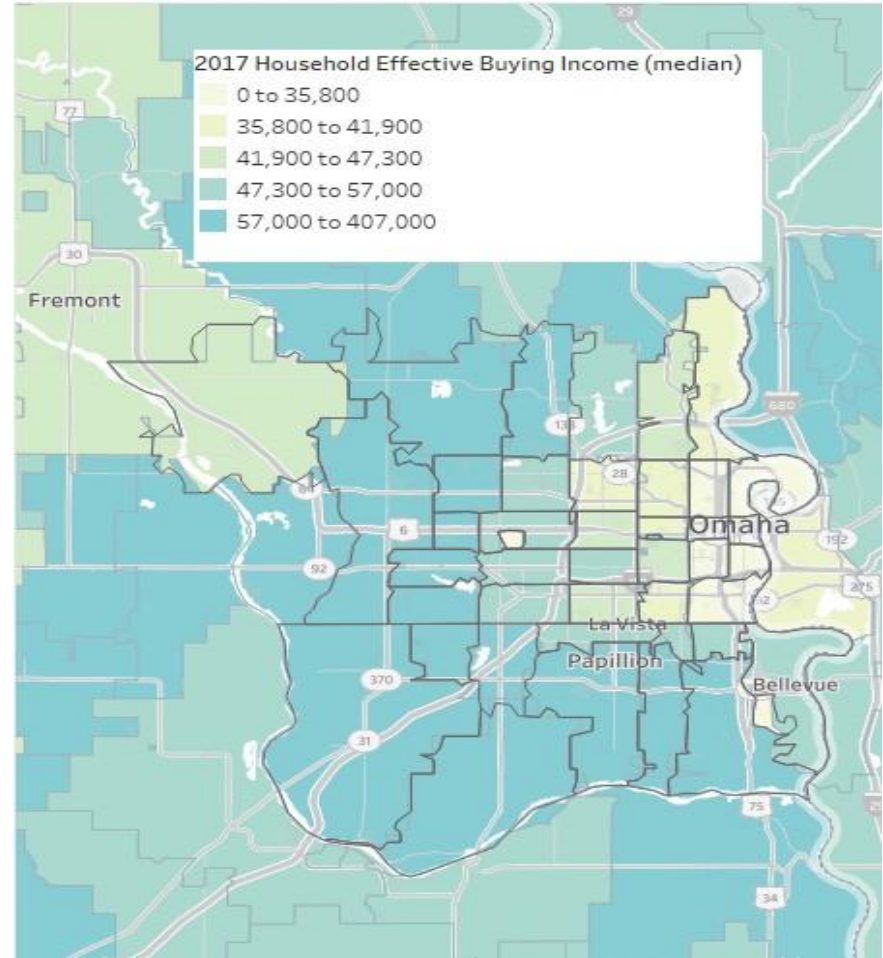 29
2017 Household Effective Buying Income (median)
0 to 35,800
35,800 to 41,900
41,900 to 47,300
47,300 to 57,000
57,000 to 407,000
77
30
Fremont
680
133
28
Omaha
6
192
92
275
La Vista
Papillion
370
Bellevue
31
75
34